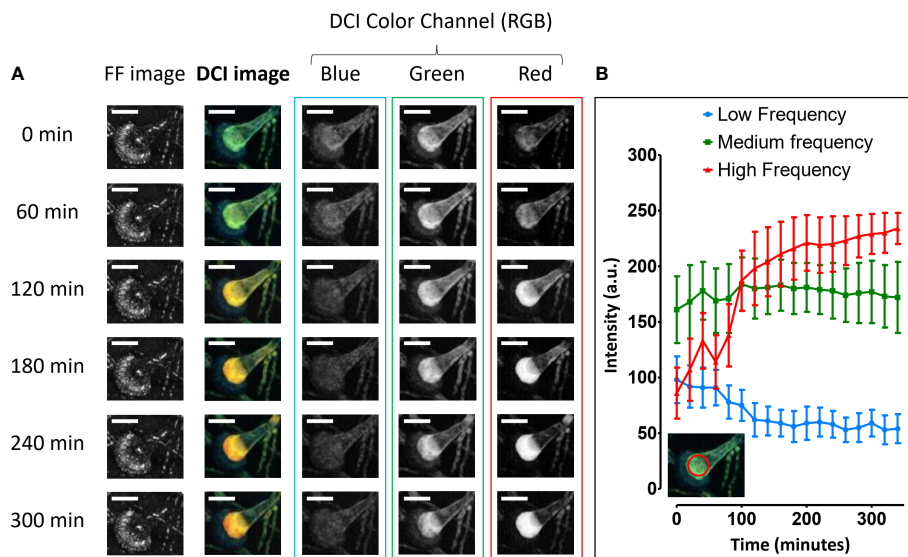 DCI Color Channel (RGB)
A
FF image
DCI image
Blue
Green
Red
0 min
60 min
120 min
180 min
240 min
300 min
B
Low Frequency
Medium frequency
High Frequency
Intensity (a.u.)
300
250
200
150
100
50
0
0
100
200
300
Time (minutes)